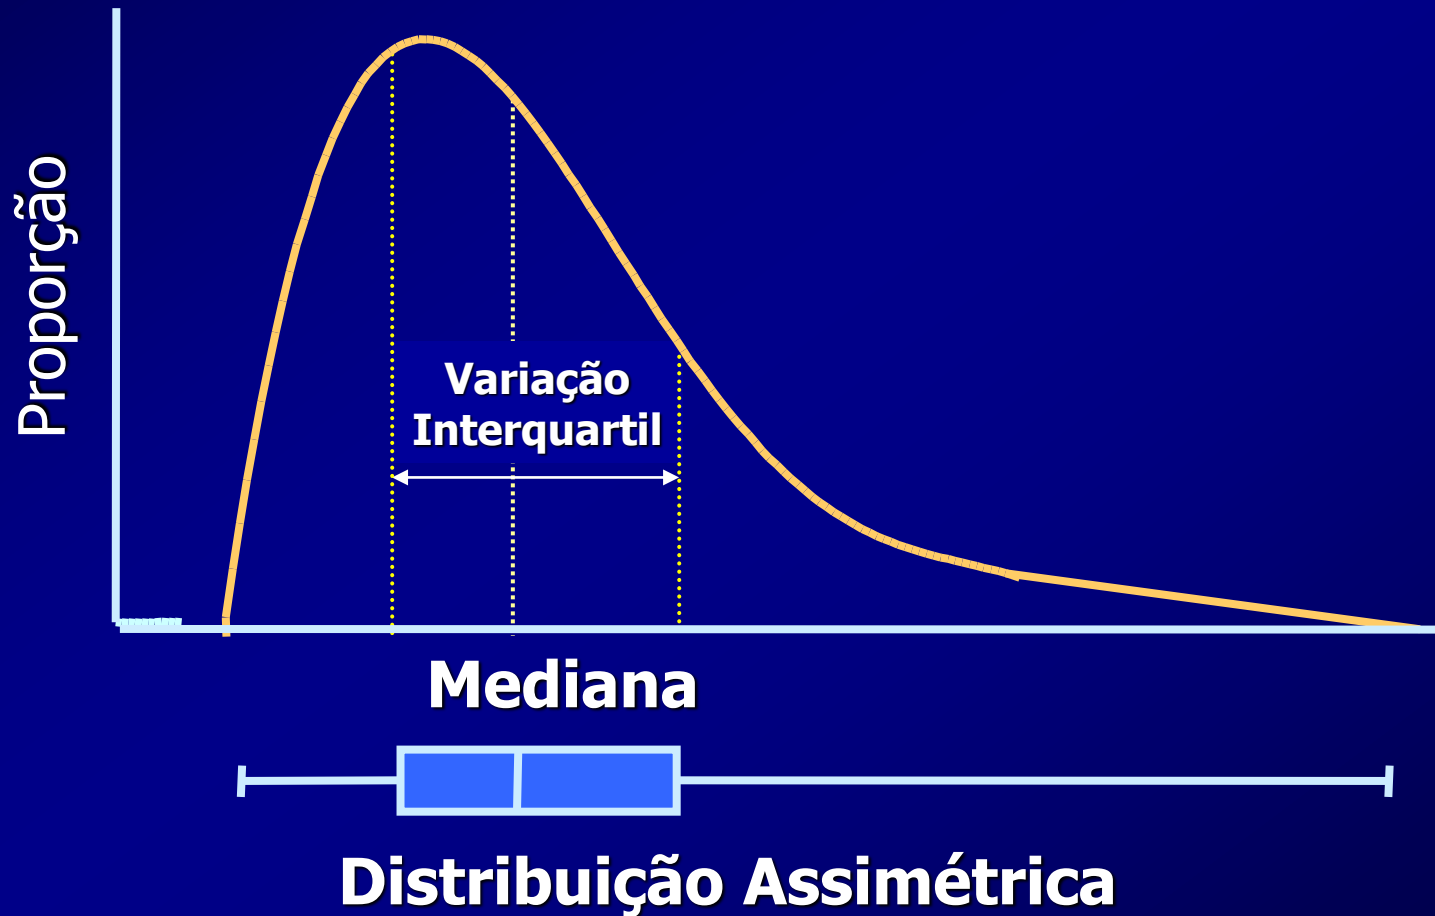 Proporção
Variação
Interquartil
Mediana
Distribuição Assimétrica